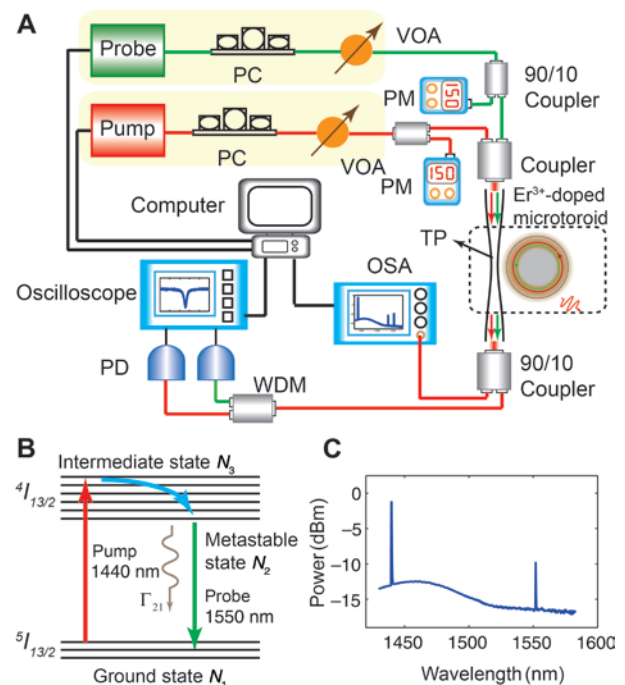 A
Probe
PC
VOA
PM
150
90/10
Coupler
Pump
PC
VOA
PM
150
Coupler
Computer
Er³⁺-doped
microtoroid
TP
Oscilloscope
OSA
PD
WDM
90/10
Coupler
B
Intermediate state N₃
⁴I₁₃/₂
Pump
1440 nm
Γ₂₁
Metastable
state N₂
Probe
1550 nm
⁵I₁₃/₂
Ground state N₁
C
Power (dBm)
0
−5
−10
−15
1450
1500
1550
1600
Wavelength (nm)